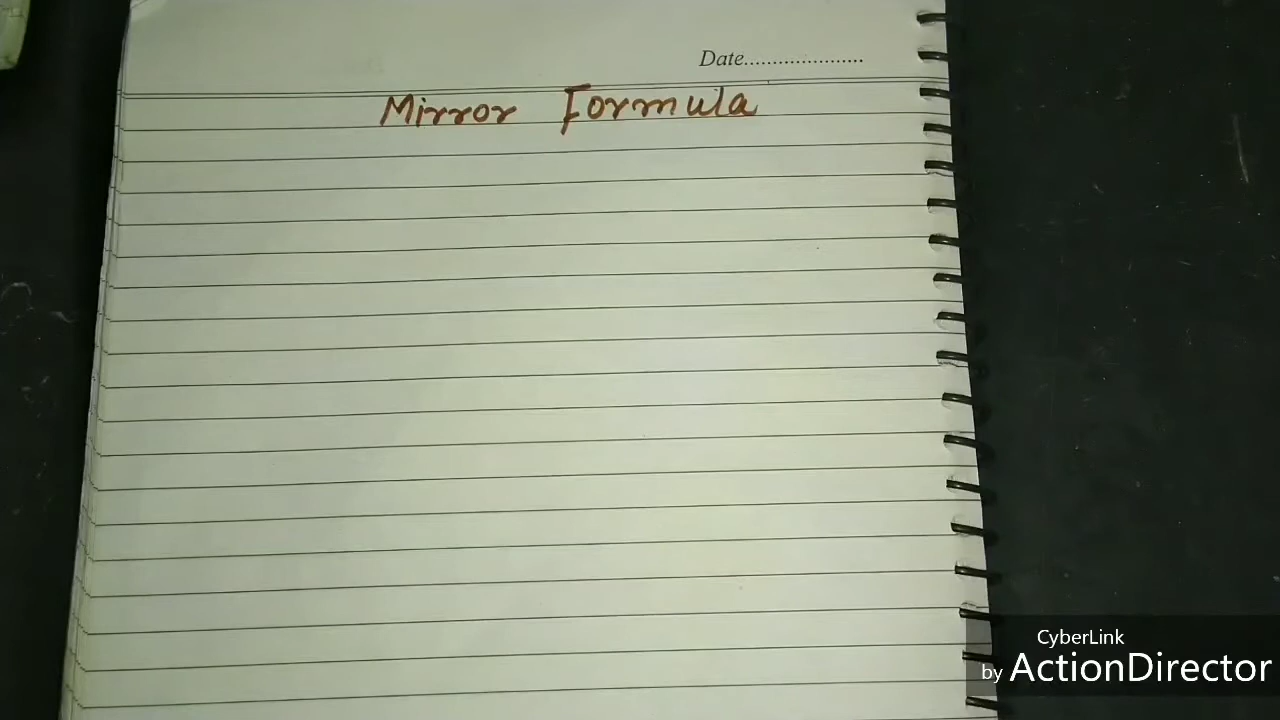 Date.....................
Mirror Formula
CyberLink
by ActionDirector